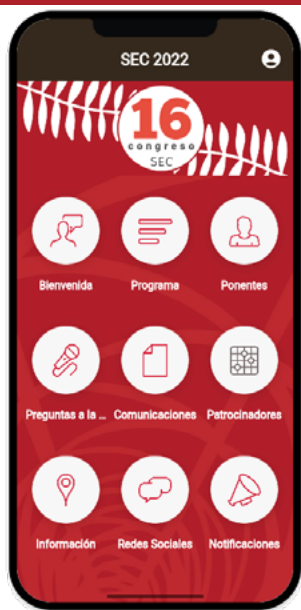 SEC 2022
16
congreso
SEC
Bienvenida
Programa
Ponentes
Preguntas a la ...
Comunicaciones
Patrocinadores
Información
Redes Sociales
Notificaciones